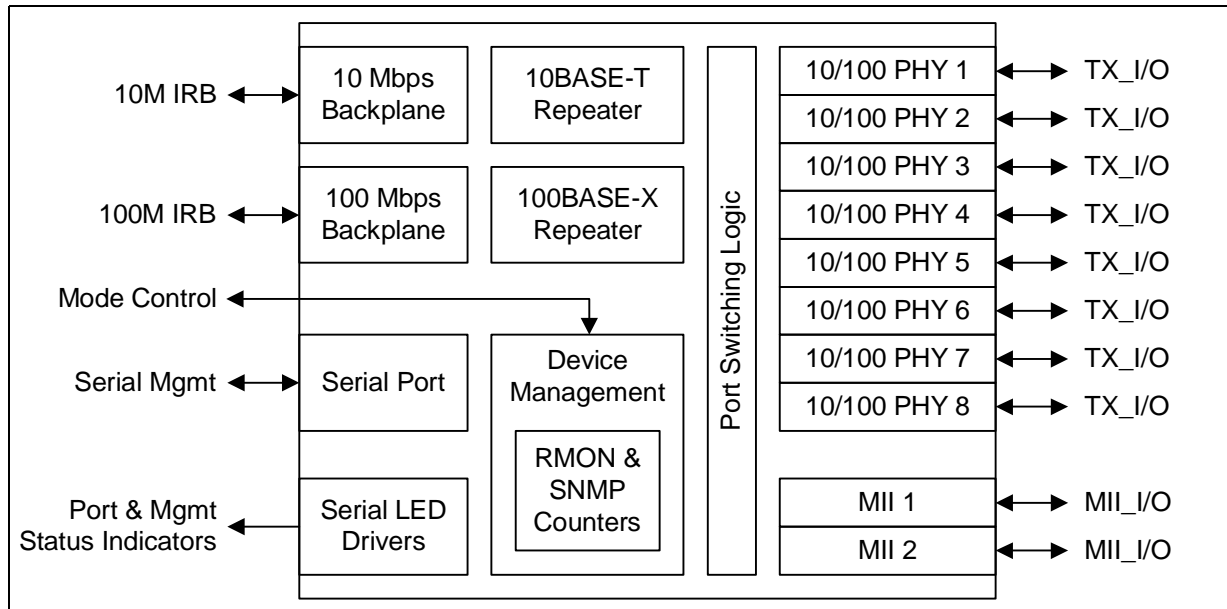 10M IRB
10 Mbps
Backplane
10BASE-T
Repeater
100M IRB
100 Mbps
Backplane
100BASE-X
Repeater
Mode Control
Serial Mgmt
Serial Port
Device
Management
RMON &
SNMP
Counters
Port & Mgmt
Status Indicators
Serial LED
Drivers
Port Switching Logic
10/100 PHY 1
TX_I/O
10/100 PHY 2
TX_I/O
10/100 PHY 3
TX_I/O
10/100 PHY 4
TX_I/O
10/100 PHY 5
TX_I/O
10/100 PHY 6
TX_I/O
10/100 PHY 7
TX_I/O
10/100 PHY 8
TX_I/O
MII 1
MII_I/O
MII 2
MII_I/O